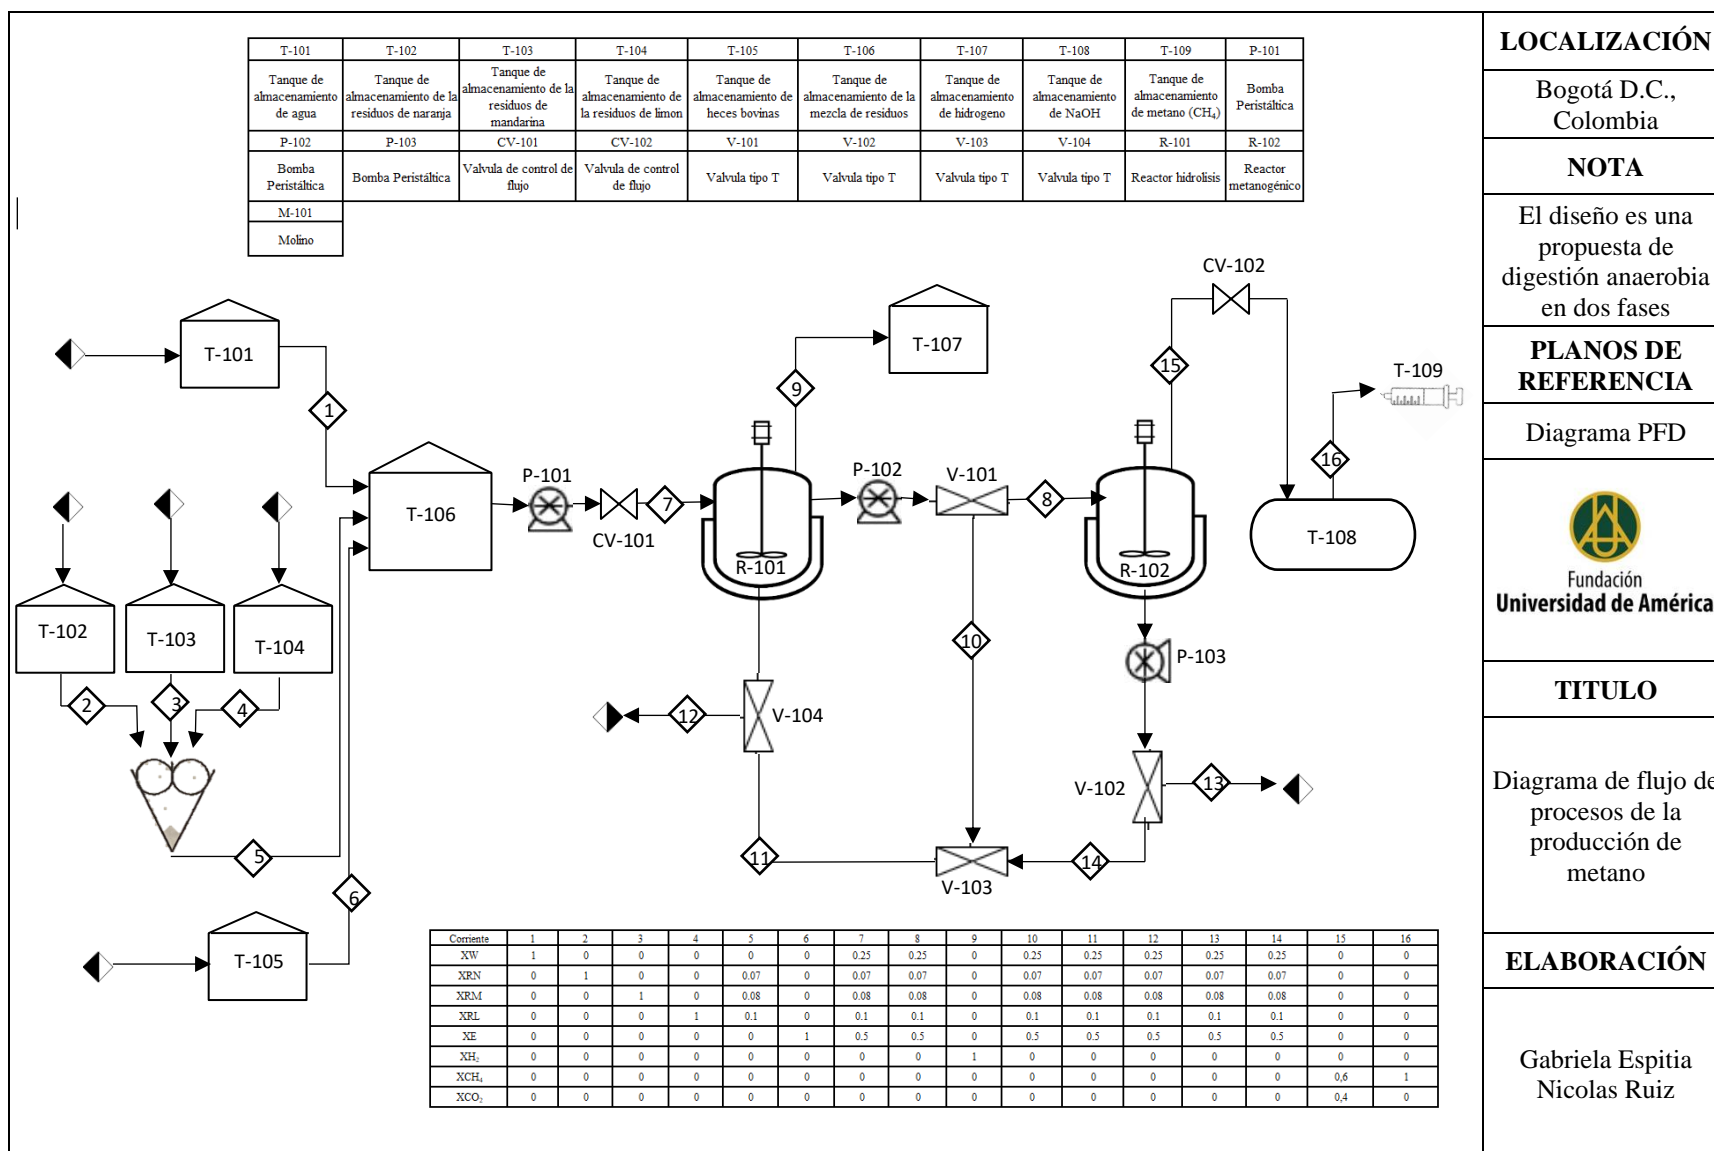 T-101 T-102 T-103 T-104 T-105 T-106 T-107 T-108 T-109 P-101
Tanque de almacenamiento de agua
Tanque de almacenamiento de la residuos de naranja
Tanque de almacenamiento de la residuos de mandarina
Tanque de almacenamiento de la residuos de limon
Tanque de almacenamiento de heces bovinas
Tanque de almacenamiento de la mezcla de residuos
Tanque de almacenamiento de hidrogeno
Tanque de almacenamiento de NaOH
Tanque de almacenamiento de metano (CH₄)
Bomba Peristáltica
P-102 P-103 CV-101 CV-102 V-101 V-102 V-103 V-104 R-101 R-102
Bomba Peristáltica
Bomba Peristáltica
Valvula de control de flujo
Valvula de control de flujo
Valvula tipo T
Valvula tipo T
Valvula tipo T
Valvula tipo T
Reactor hidrolisis
Reactor metanogénico
M-101
Molino
LOCALIZACIÓN
Bogotá D.C.,
Colombia
NOTA
El diseño es una
propuesta de
digestión anaerobia
en dos fases
PLANOS DE
REFERENCIA
Diagrama PFD
Fundación
Universidad de América
TITULO
Diagrama de flujo de
procesos de la
producción de
metano
ELABORACIÓN
Gabriela Espitia
Nicolas Ruiz
CV-102
T-101
T-107
15
T-109
9
1
P-101
P-102
V-101
16
T-106
7
8
CV-101
T-108
R-101
R-102
T-102
T-103
T-104
10
P-103
2
3
4
12
V-104
V-102
13
5
11
14
V-103
6
T-105
Corriente 1 2 3 4 5 6 7 8 9 10 11 12 13 14 15 16
XW 1 0 0 0 0 0 0.25 0.25 0 0.25 0.25 0.25 0.25 0.25 0 0
XRN 0 1 0 0 0.07 0 0.07 0.07 0 0.07 0.07 0.07 0.07 0.07 0 0
XRM 0 0 1 0 0.08 0 0.08 0.08 0 0.08 0.08 0.08 0.08 0.08 0 0
XRL 0 0 0 1 0.1 0 0.1 0.1 0 0.1 0.1 0.1 0.1 0.1 0 0
XE 0 0 0 0 0 1 0.5 0.5 0 0.5 0.5 0.5 0.5 0.5 0 0
XH₂ 0 0 0 0 0 0 0 0 1 0 0 0 0 0 0 0
XCH₄ 0 0 0 0 0 0 0 0 0 0 0 0 0 0 0,6 1
XCO₂ 0 0 0 0 0 0 0 0 0 0 0 0 0 0 0,4 0